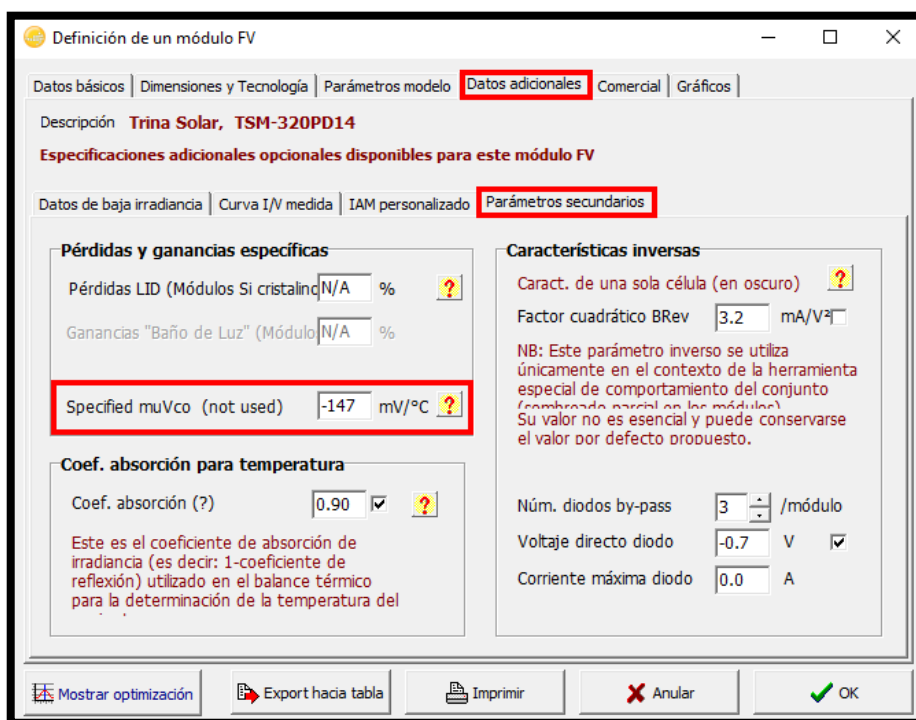 Definición de un módulo FV
Datos básicos Dimensiones y Tecnología Parámetros modelo Datos adicionales Comercial Gráficos
Descripción Trina Solar, TSM-320PD14
Especificaciones adicionales opcionales disponibles para este módulo FV
Datos de baja irradiancia Curva I/V medida IAM personalizado Parámetros secundarios
Pérdidas y ganancias específicas
Pérdidas LID (Módulos Si cristalino N/A % ?
Ganancias "Baño de Luz" (Módulo N/A %
Specified muVco (not used) -147 mV/°C ?
Coef. absorción para temperatura
Coef. absorción (?) 0.90 ?
Este es el coeficiente de absorción de
irradiancia (es decir: 1-coeficiente de
reflexión) utilizado en el balance térmico
para la determinación de la temperatura del
Características inversas
Caract. de una sola célula (en oscuro) ?
Factor cuadrático BRev 3.2 mA/V²
NB: Este parámetro inverso se utiliza
únicamente en el contexto de la herramienta
especial de comportamiento del conjunto
(sombreado parcial en los módulos)
Su valor no es esencial y puéde conservarse
el valor por defecto propuesto.
Núm. diodos by-pass 3 /módulo
Voltaje directo diodo -0.7 V
Corriente máxima diodo 0.0 A
Mostrar optimización Export hacia tabla Imprimir Anular OK